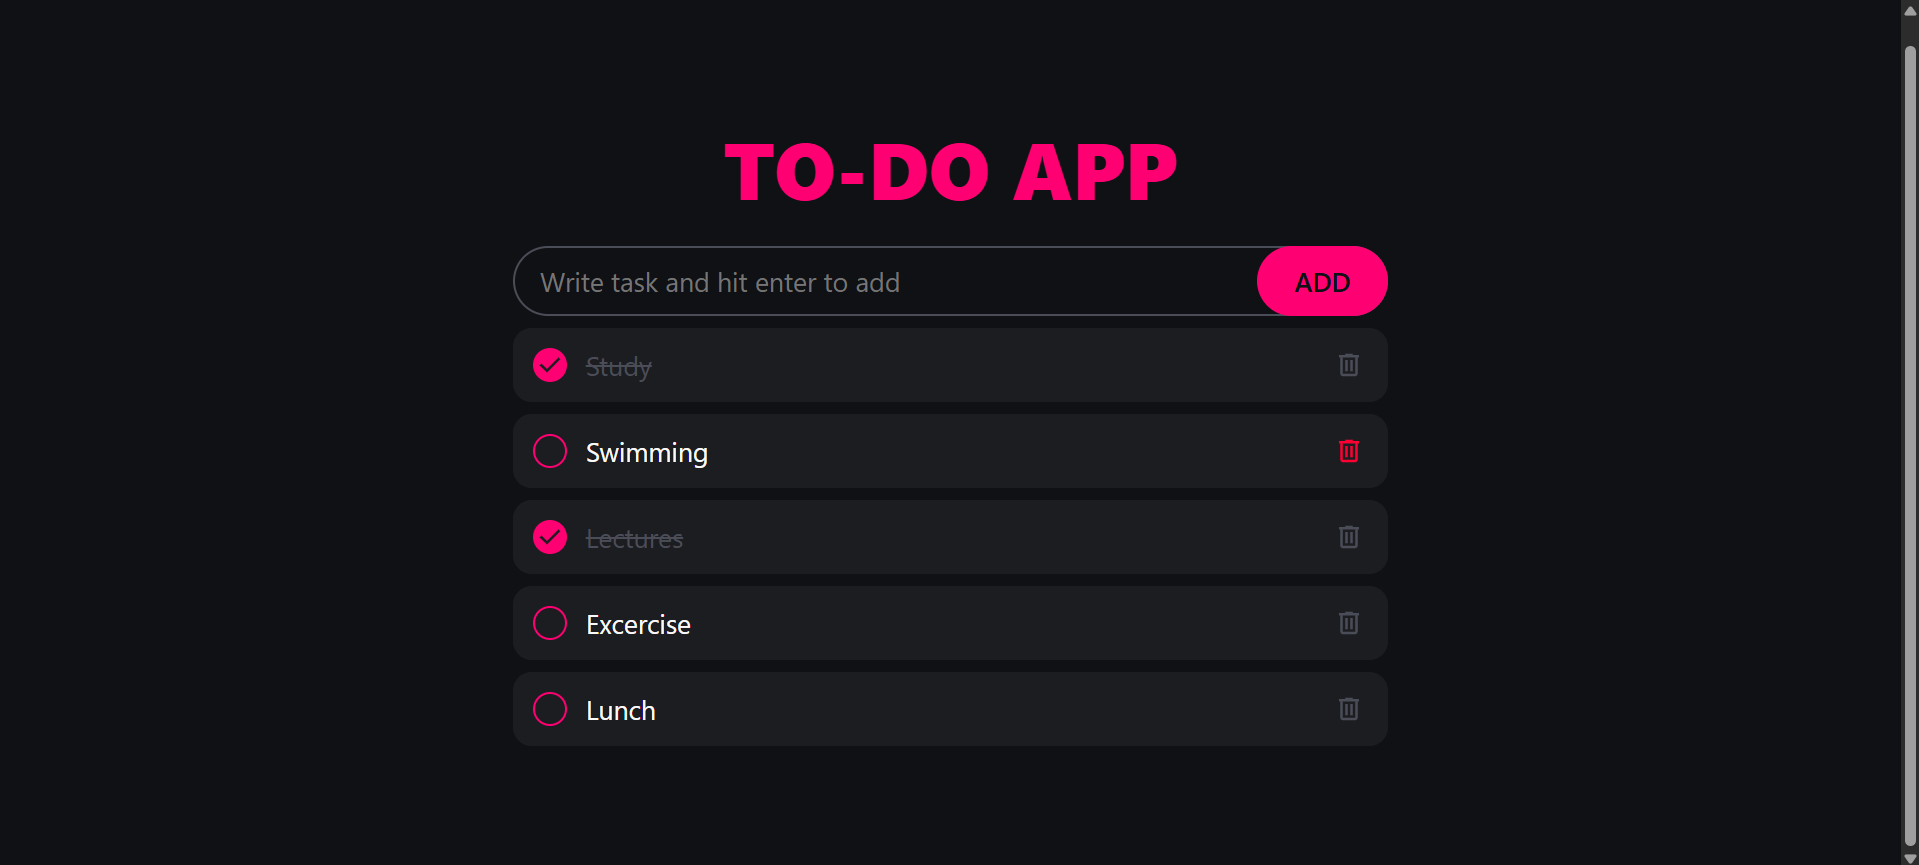 TO-DO APP
Write task and hit enter to add
ADD
Study
Swimming
Lectures
Excercise
Lunch